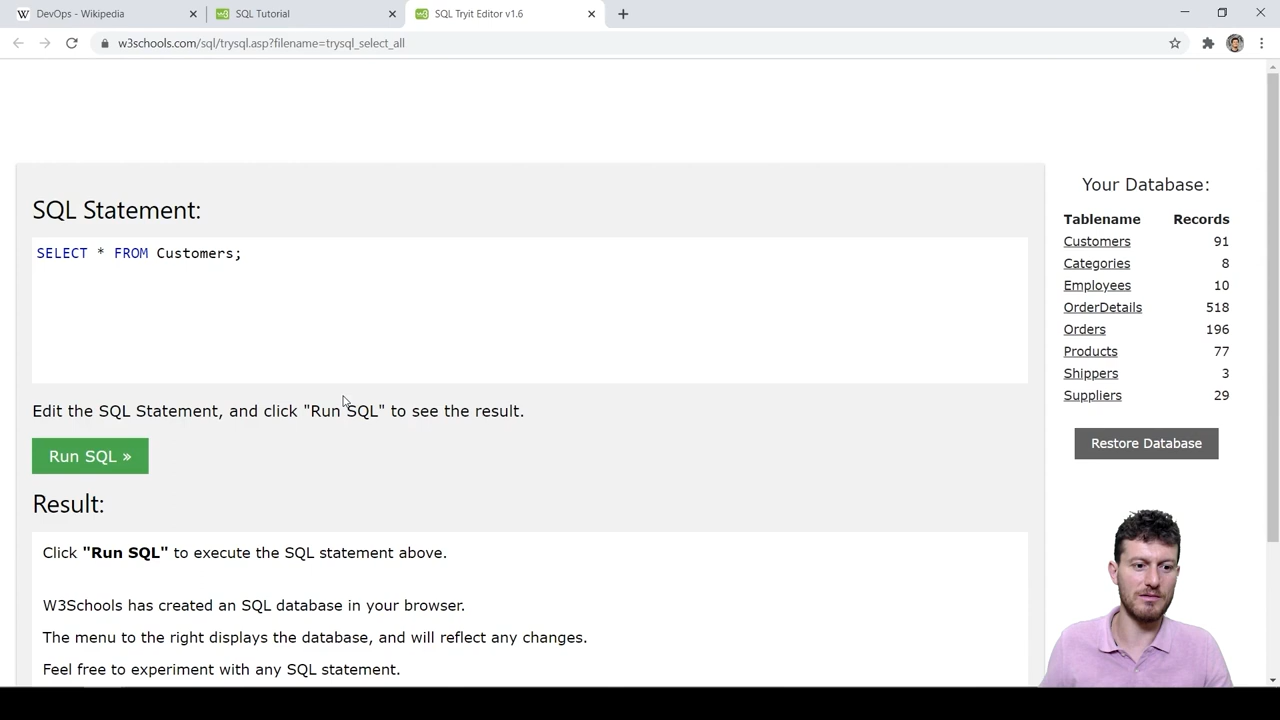 DevOps - Wikipedia
SQL Tutorial
SQL Tryit Editor v1.6
w3schools.com/sql/trysql.asp?filename=trysql_select_all
SQL Statement:
SELECT * FROM Customers;
Edit the SQL Statement, and click "Run SQL" to see the result.
Run SQL »
Result:
Click "Run SQL" to execute the SQL statement above.
W3Schools has created an SQL database in your browser.
The menu to the right displays the database, and will reflect any changes.
Feel free to experiment with any SQL statement.
Your Database:
Tablename Records
Customers 91
Categories 8
Employees 10
OrderDetails 518
Orders 196
Products 77
Shippers 3
Suppliers 29
Restore Database